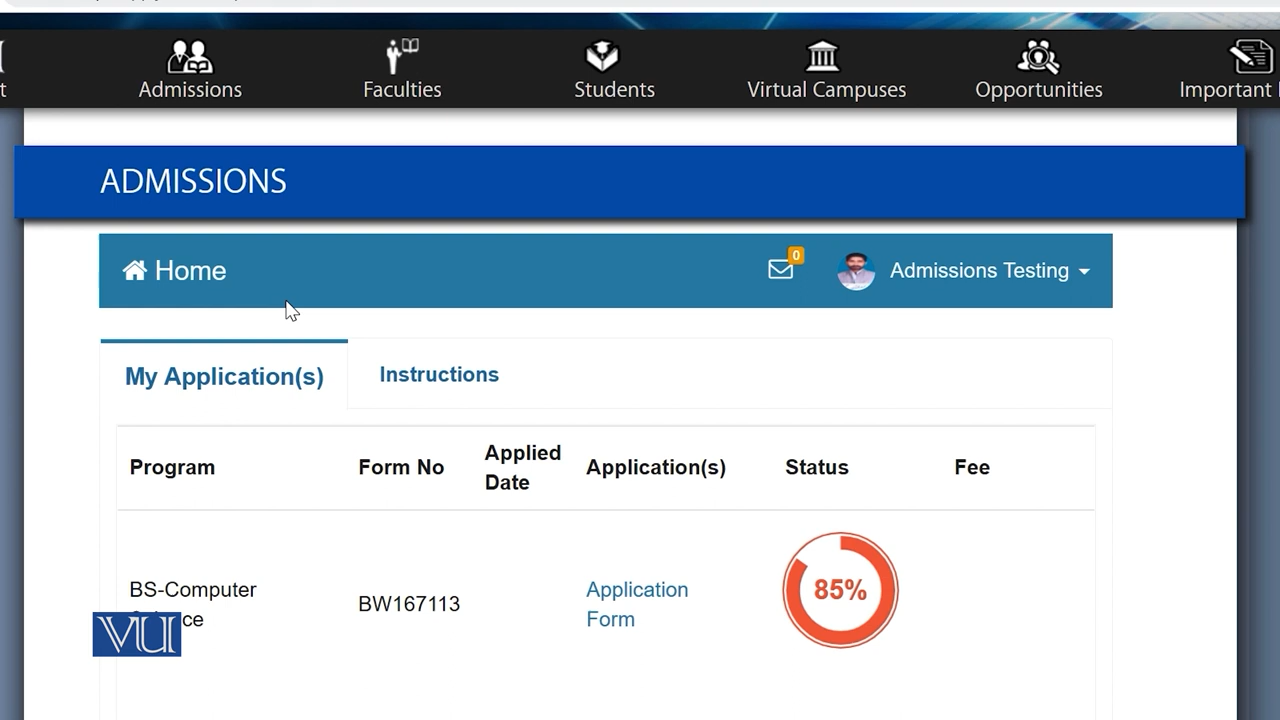 t
Admissions
Faculties
Students
Virtual Campuses
Opportunities
Important
ADMISSIONS
Home
0
Admissions Testing
My Application(s)
Instructions
Program
Form No
Applied
Date
Application(s)
Status
Fee
BS-Computer
ce
BW167113
Application
Form
85%
VU